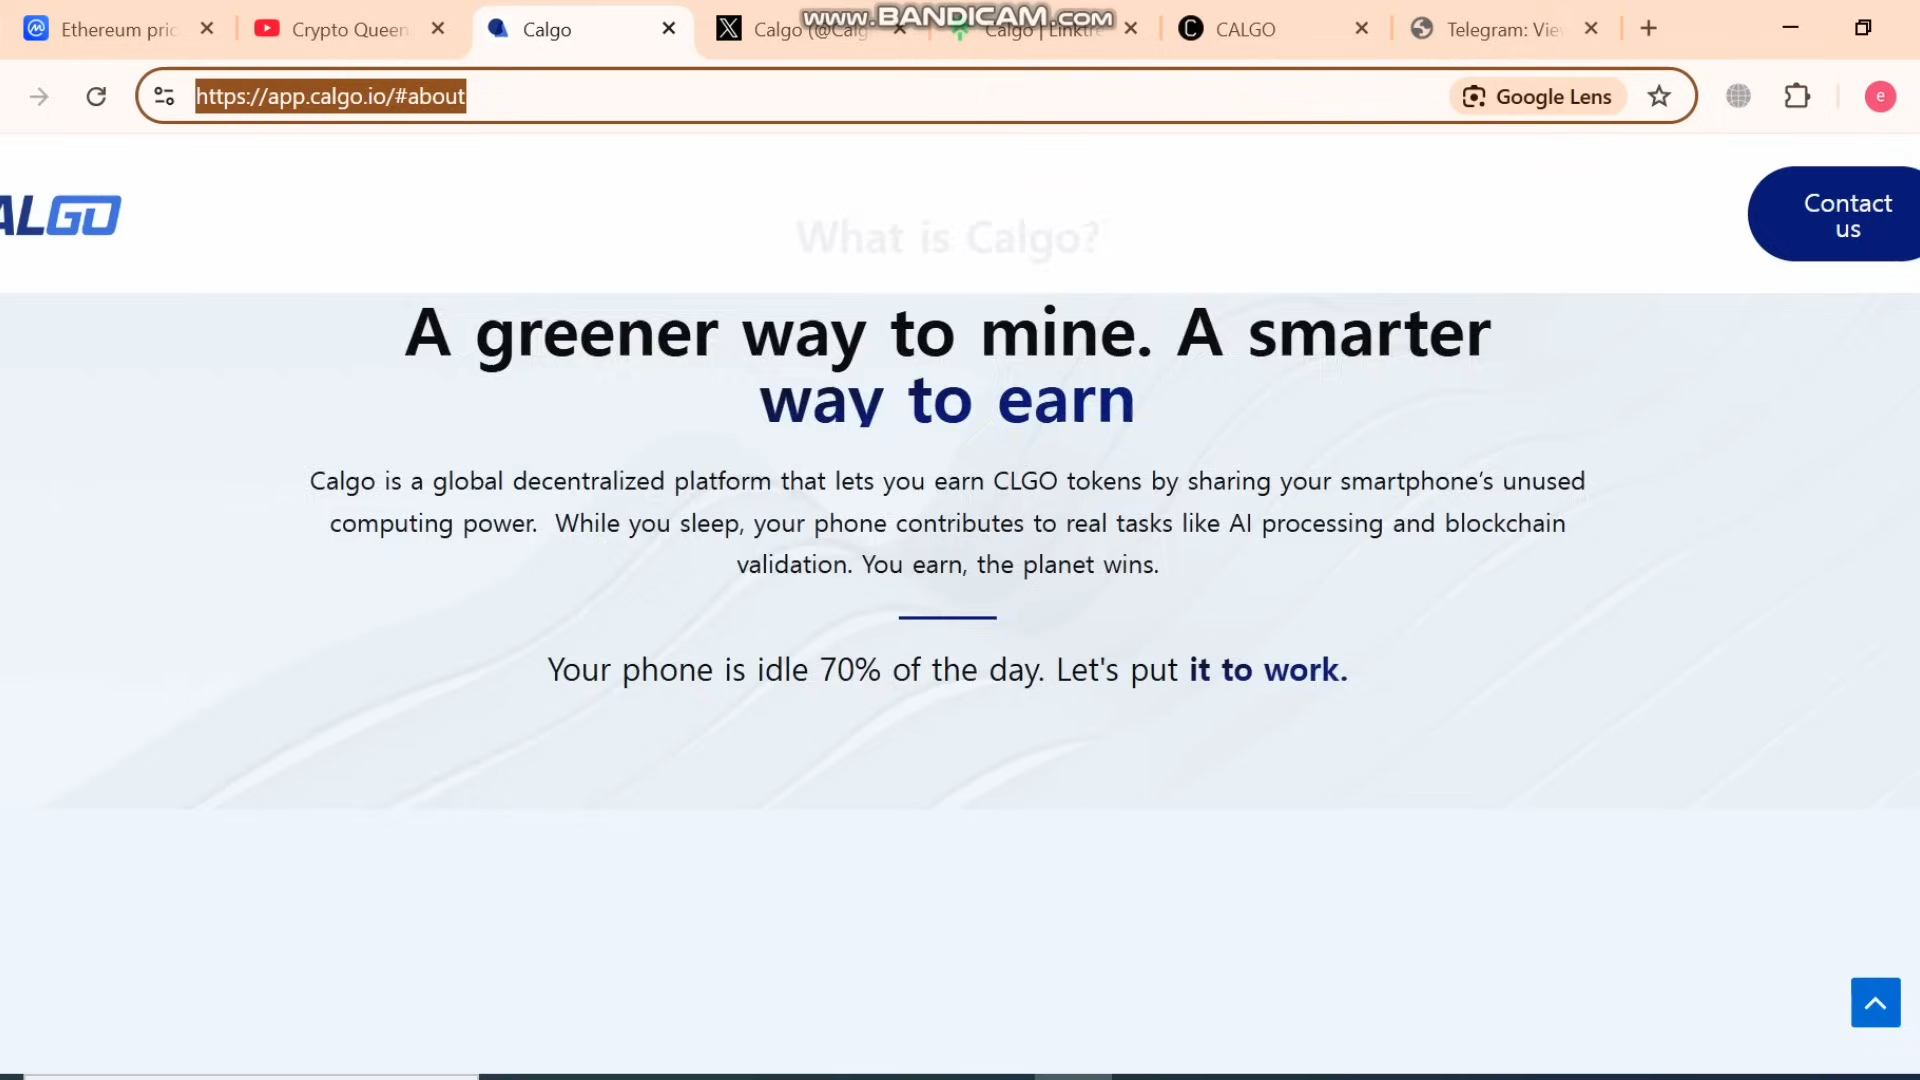 www.BANDICAM.com
Ethereum pric
Crypto Queen
Calgo
Calgo (@Calg
Calgo | Linktre
CALGO
Telegram: Vie
https://app.calgo.io/#about
Google Lens
e
ALGO
Contact
us
What is Calgo?
A greener way to mine. A smarter
way to earn
Calgo is a global decentralized platform that lets you earn CLGO tokens by sharing your smartphone’s unused
computing power.  While you sleep, your phone contributes to real tasks like AI processing and blockchain
validation. You earn, the planet wins.
Your phone is idle 70% of the day. Let's put it to work.